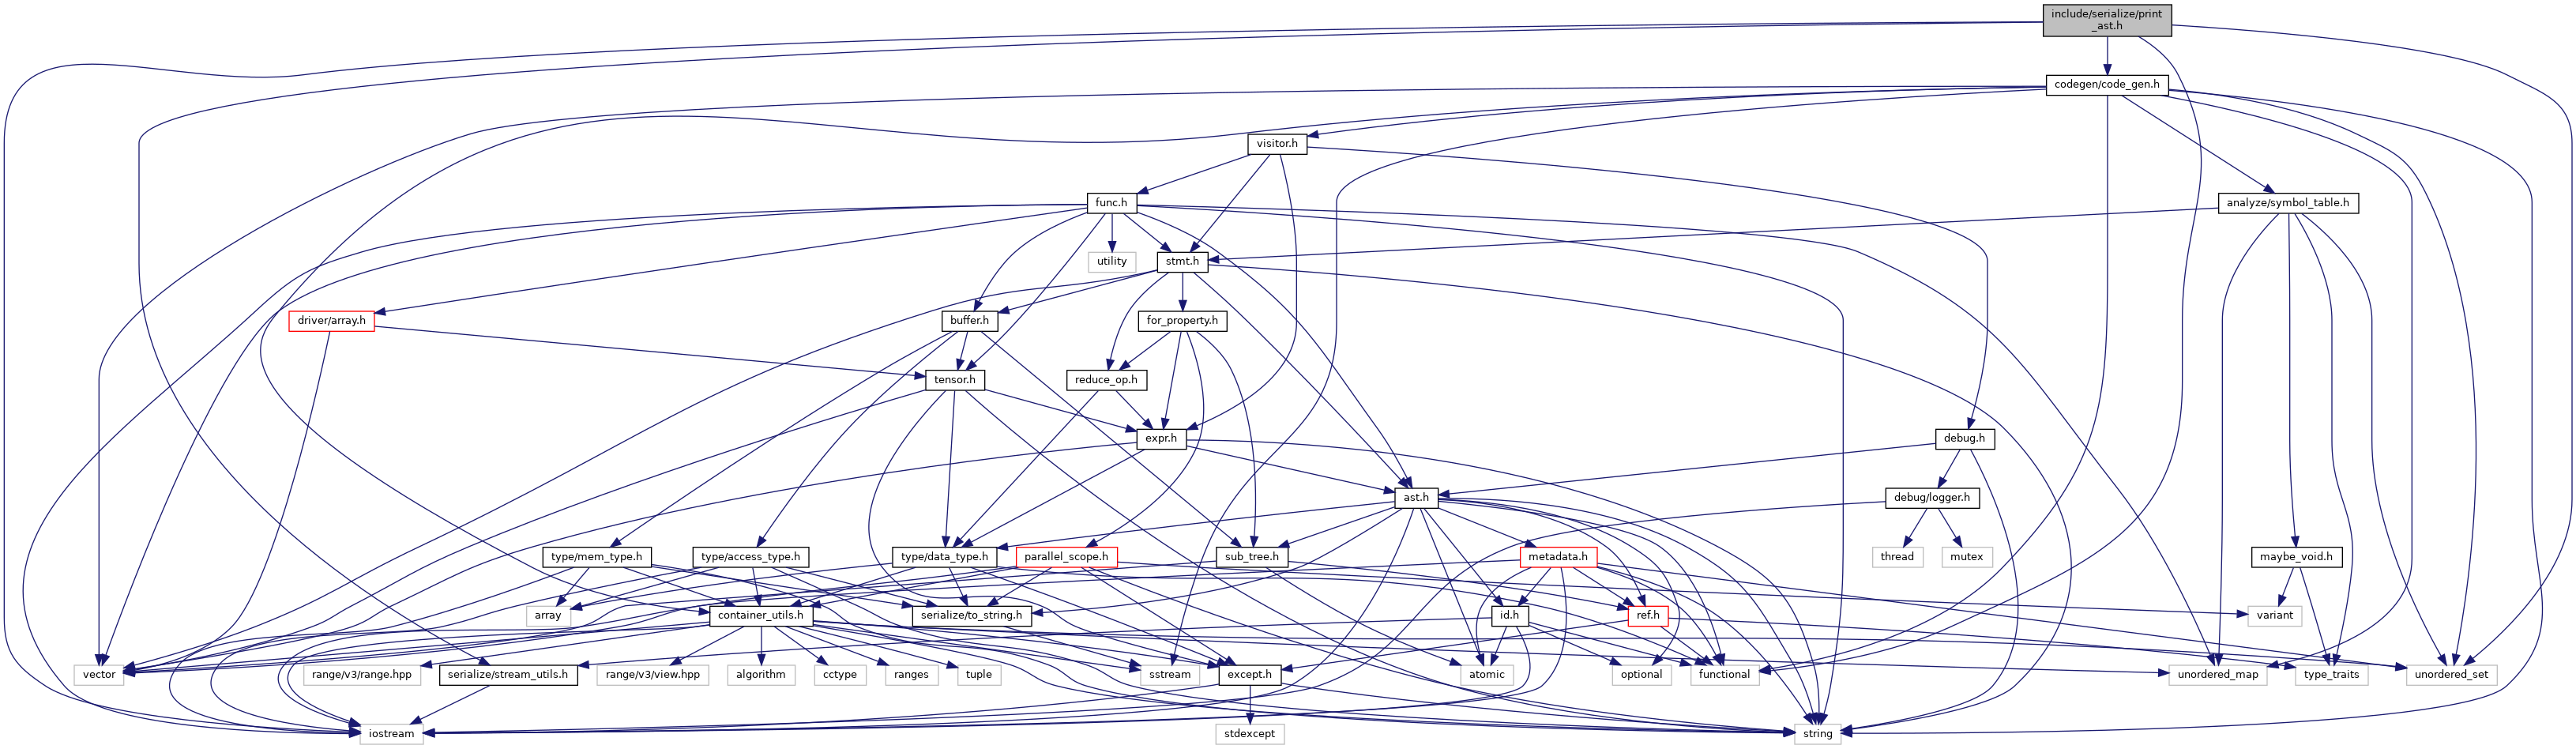 include/serialize/print
_ast.h
codegen/code_gen.h
visitor.h
func.h
analyze/symbol_table.h
utility
stmt.h
driver/array.h
buffer.h
for_property.h
tensor.h
reduce_op.h
expr.h
debug.h
ast.h
debug/logger.h
type/mem_type.h
type/access_type.h
type/data_type.h
parallel_scope.h
sub_tree.h
metadata.h
thread
mutex
maybe_void.h
array
container_utils.h
serialize/to_string.h
id.h
ref.h
variant
vector
range/v3/range.hpp
serialize/stream_utils.h
range/v3/view.hpp
algorithm
cctype
ranges
tuple
sstream
except.h
atomic
optional
functional
unordered_map
type_traits
unordered_set
iostream
stdexcept
string